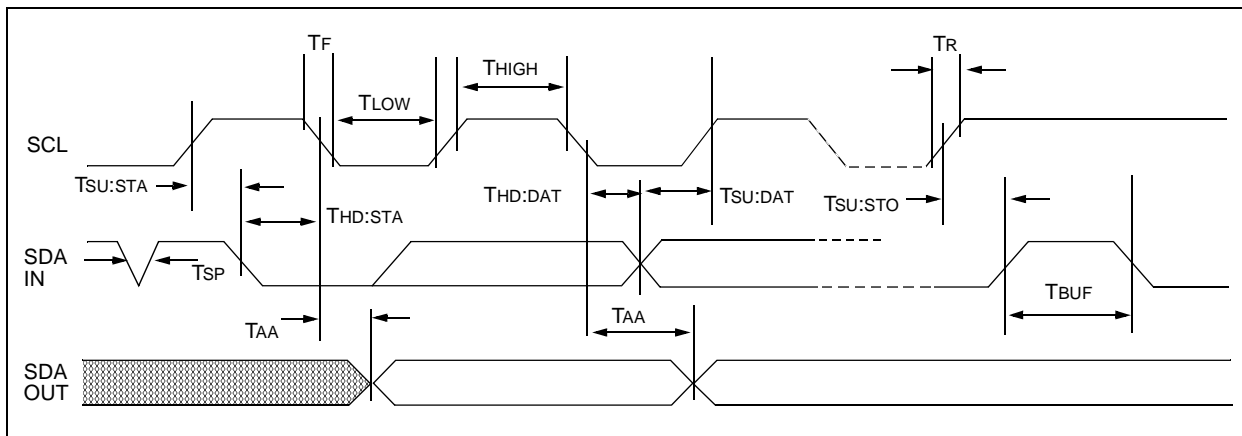 TF
TR
THIGH
TLOW
SCL
TSU:STA
THD:DAT
TSU:DAT
TSU:STO
THD:STA
SDA
IN
TSP
TBUF
TAA
TAA
SDA
OUT